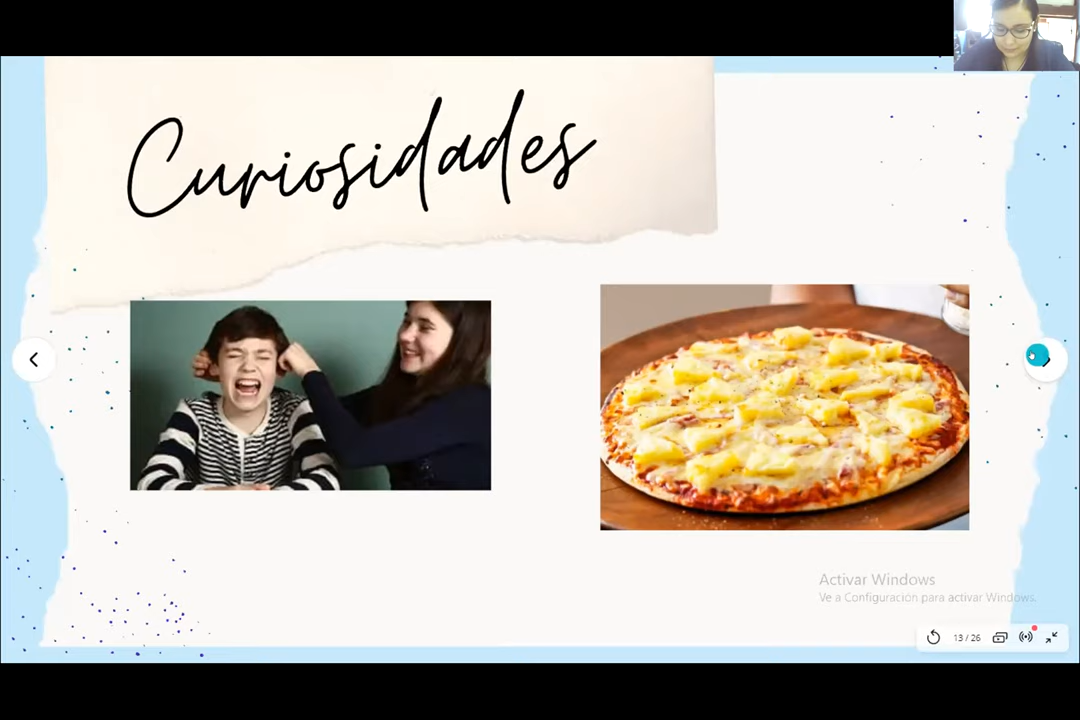 Curiosidades
Activar Windows
Ve a Configuración para activar Windows.
13 / 26